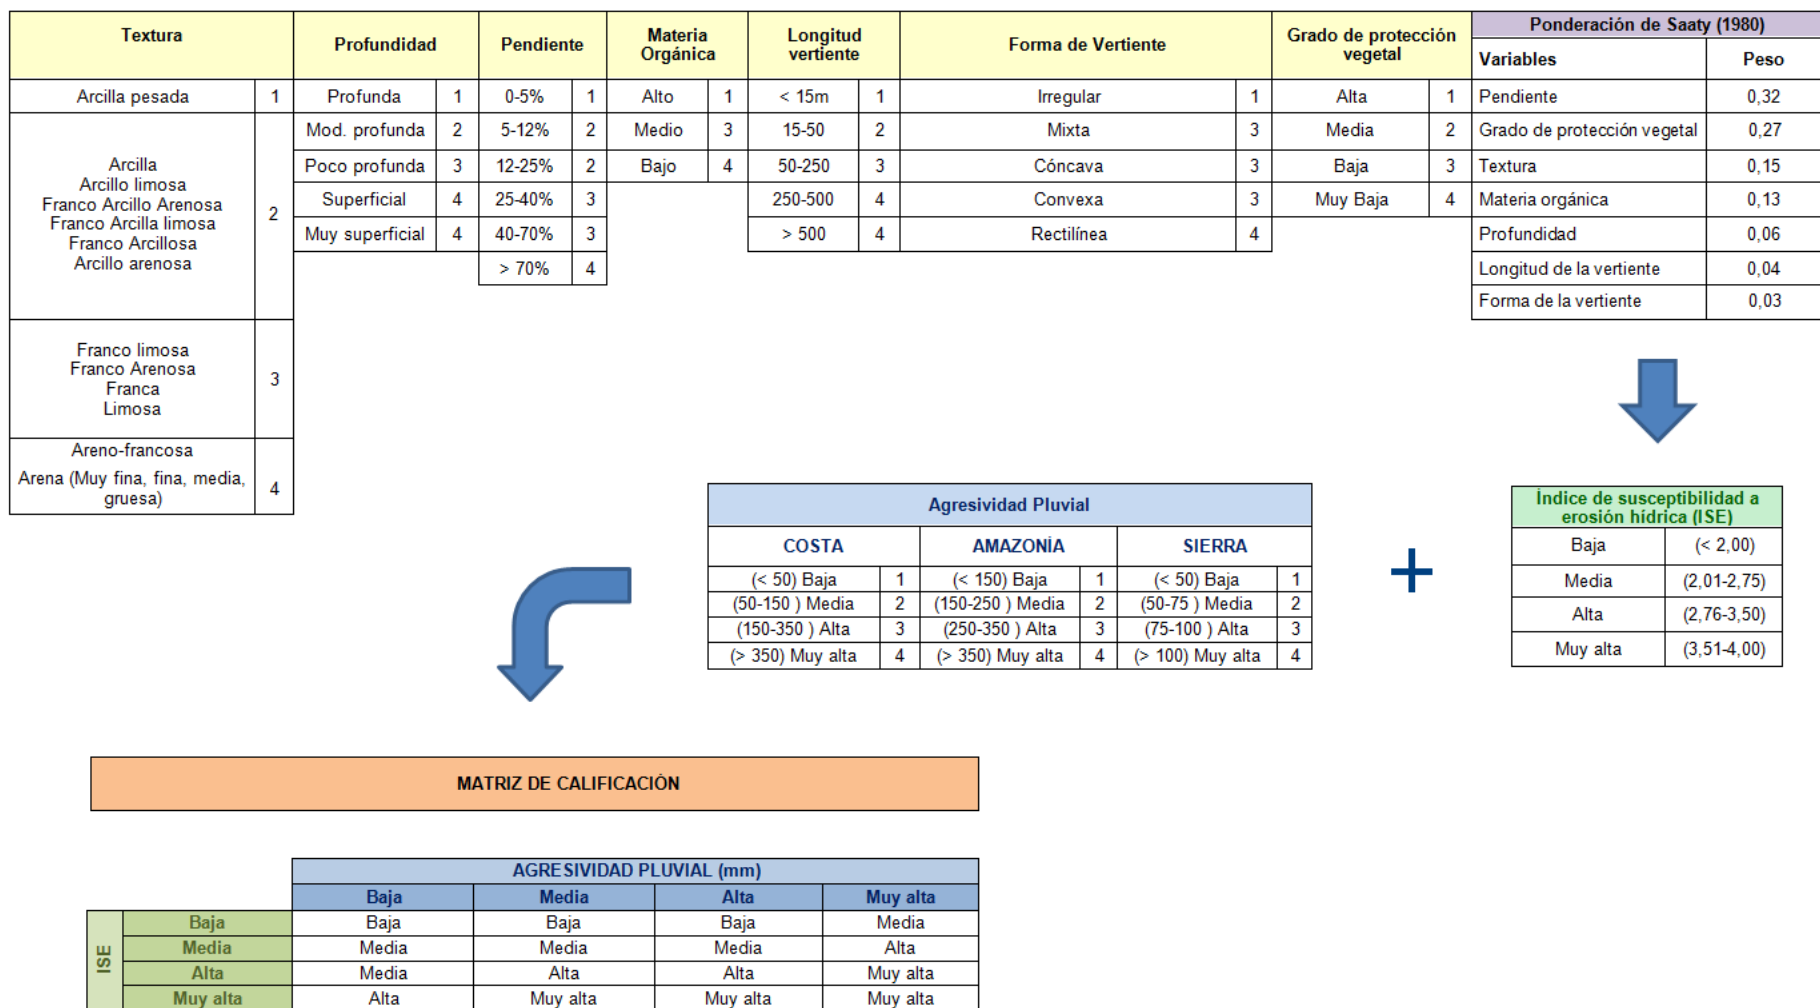 Textura
Profundidad
Pendiente
Materia
Orgánica
Longitud
vertiente
Forma de Vertiente
Grado de protección
vegetal
Ponderación de Saaty (1980)
Variables Peso
Arcilla pesada 1 Profunda 1 0-5% 1 Alto 1 < 15m 1 Irregular 1 Alta 1 Pendiente 0,32
Mod. profunda 2 5-12% 2 Medio 3 15-50 2 Mixta 3 Media 2 Grado de protección vegetal 0,27
Poco profunda 3 12-25% 2 Bajo 4 50-250 3 Cóncava 3 Baja 3 Textura 0,15
Superficial 4 25-40% 3 250-500 4 Convexa 3 Muy Baja 4 Materia orgánica 0,13
Muy superficial 4 40-70% 3 > 500 4 Rectilínea 4 Profundidad 0,06
> 70% 4 Longitud de la vertiente 0,04
Forma de la vertiente 0,03
Arcilla
Arcillo limosa
Franco Arcillo Arenosa
Franco Arcilla limosa
Franco Arcillosa
Arcillo arenosa
2
Franco limosa
Franco Arenosa
Franca
Limosa
3
Areno-francosa
Arena (Muy fina, fina, media,
gruesa)
4
Agresividad Pluvial
COSTA AMAZONÍA SIERRA
(< 50) Baja 1 (< 150) Baja 1 (< 50) Baja 1
(50-150 ) Media 2 (150-250 ) Media 2 (50-75 ) Media 2
(150-350 ) Alta 3 (250-350 ) Alta 3 (75-100 ) Alta 3
(> 350) Muy alta 4 (> 350) Muy alta 4 (> 100) Muy alta 4
+
Índice de susceptibilidad a
erosión hídrica (ISE)
Baja (< 2,00)
Media (2,01-2,75)
Alta (2,76-3,50)
Muy alta (3,51-4,00)
MATRIZ DE CALIFICACIÓN
AGRESIVIDAD PLUVIAL (mm)
Baja Media Alta Muy alta
ISE
Baja Baja Baja Baja Media
Media Media Media Media Alta
Alta Media Alta Alta Muy alta
Muy alta Alta Muy alta Muy alta Muy alta